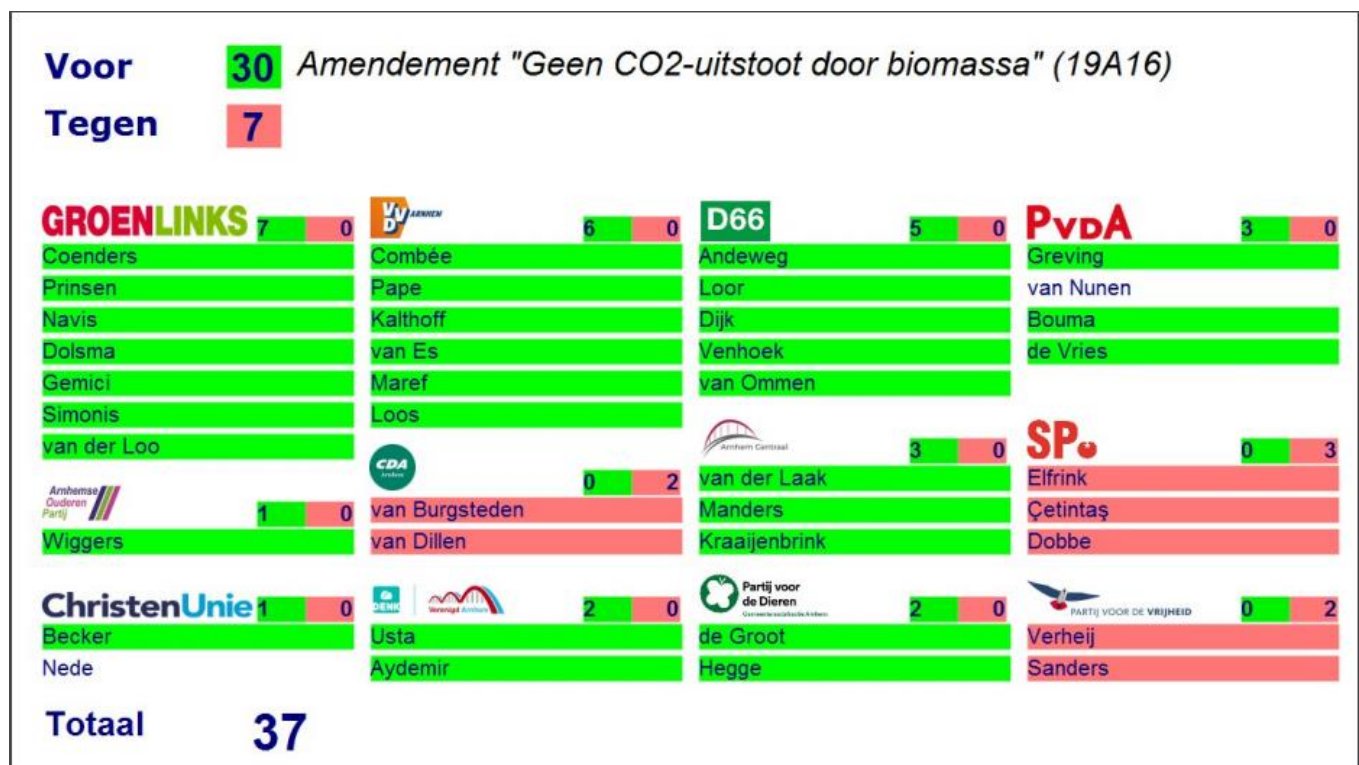 Voor 30 Amendement "Geen CO2-uitstoot door biomassa" (19A16)
Tegen 7
GROENLINKS 7 0
Coenders
Prinsen
Navis
Dolsma
Gemici
Simonis
van der Loo
VVD ARNHEM 6 0
Combée
Pape
Kalthoff
van Es
Maref
Loos
D66 5 0
Andeweg
Loor
Dijk
Venhoek
van Ommen
PvdA 3 0
Greving
van Nunen
Bouma
de Vries
Arnhemse
Ouderen
Partij 1 0
Wiggers
CDA
Arnhem 0 2
van Burgsteden
van Dillen
Arnhem Centraal 3 0
van der Laak
Manders
Kraaijenbrink
SP 0 3
Elfrink
Çetintaş
Dobbe
ChristenUnie 1 0
Becker
Nede
DENK Verenigd Arnhem 2 0
Usta
Aydemir
Partij voor
de Dieren
2 0
de Groot
Hegge
PARTIJ VOOR DE VRIJHEID 0 2
Verheij
Sanders
Totaal 37